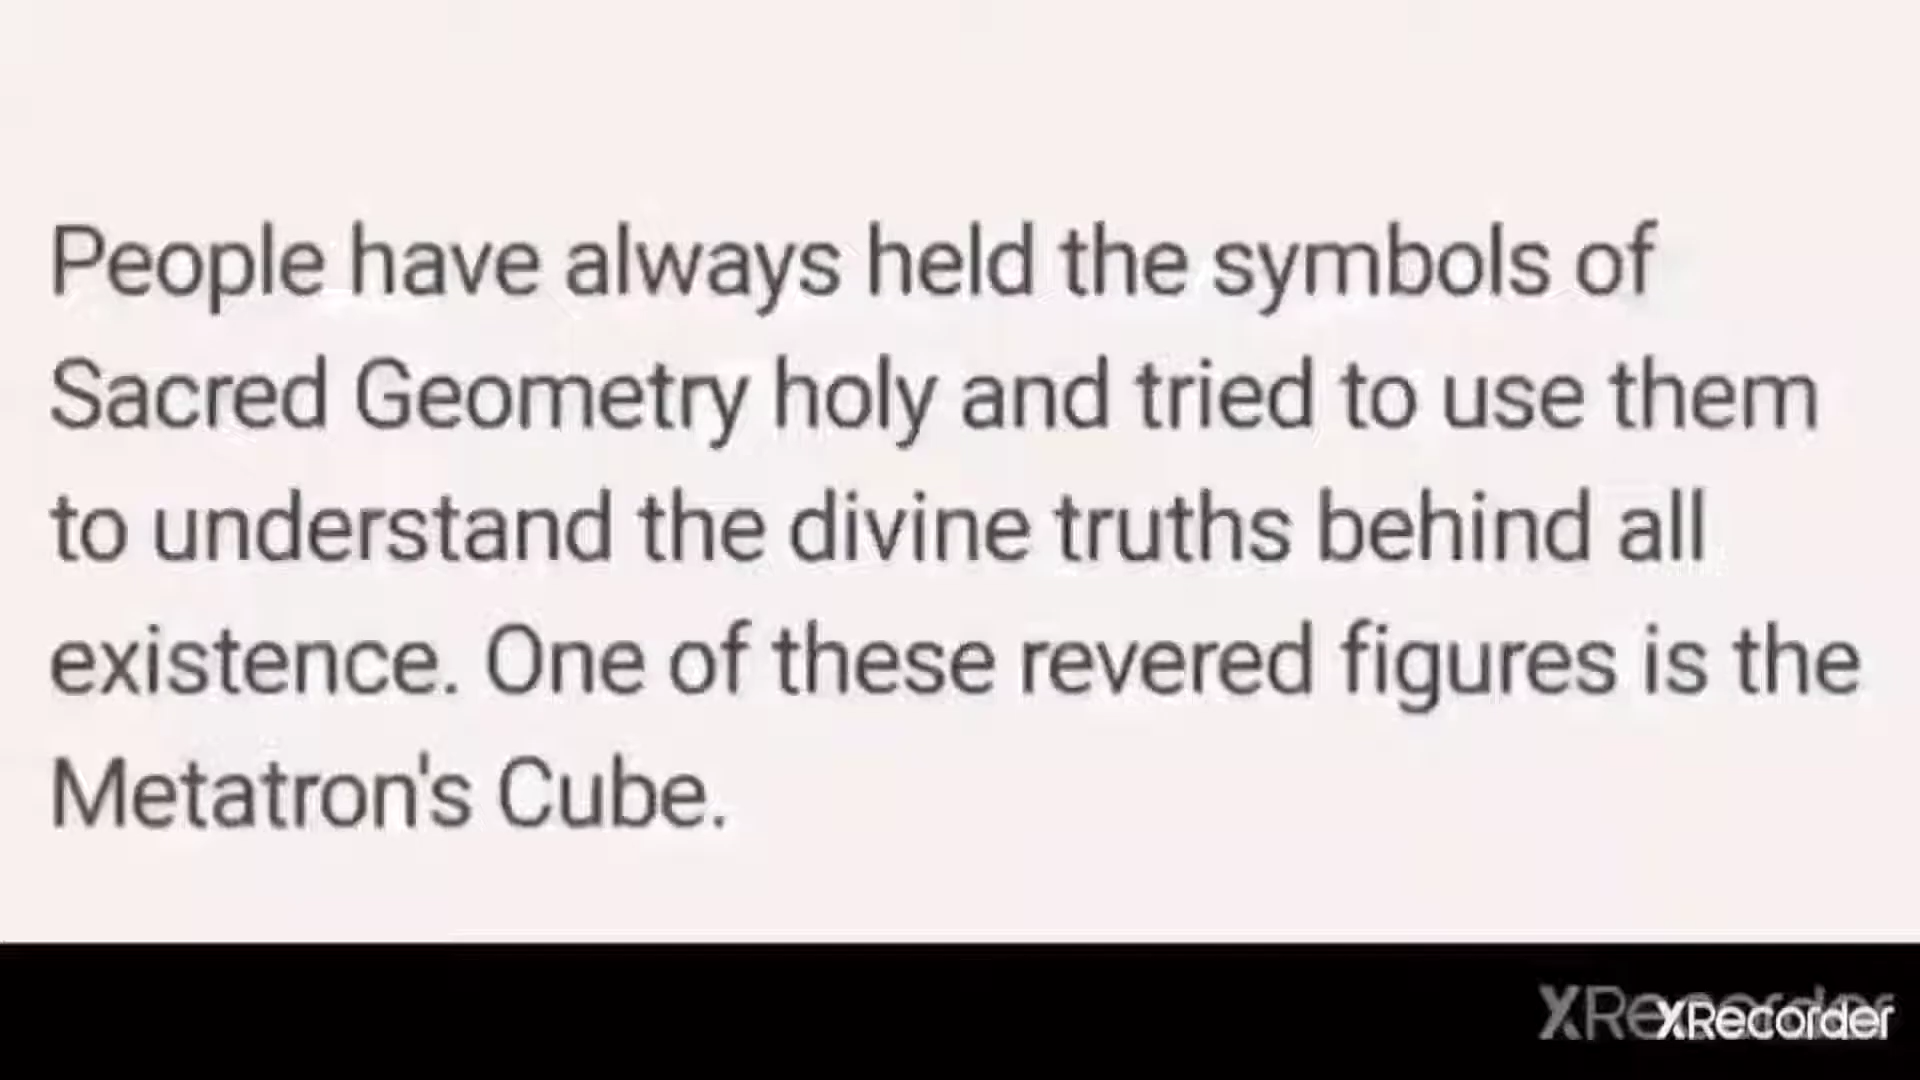 People have always held the symbols of
Sacred Geometry holy and tried to use them
to understand the divine truths behind all
existence. One of these revered figures is the
Metatron's Cube.
XRecorder
XRecorder